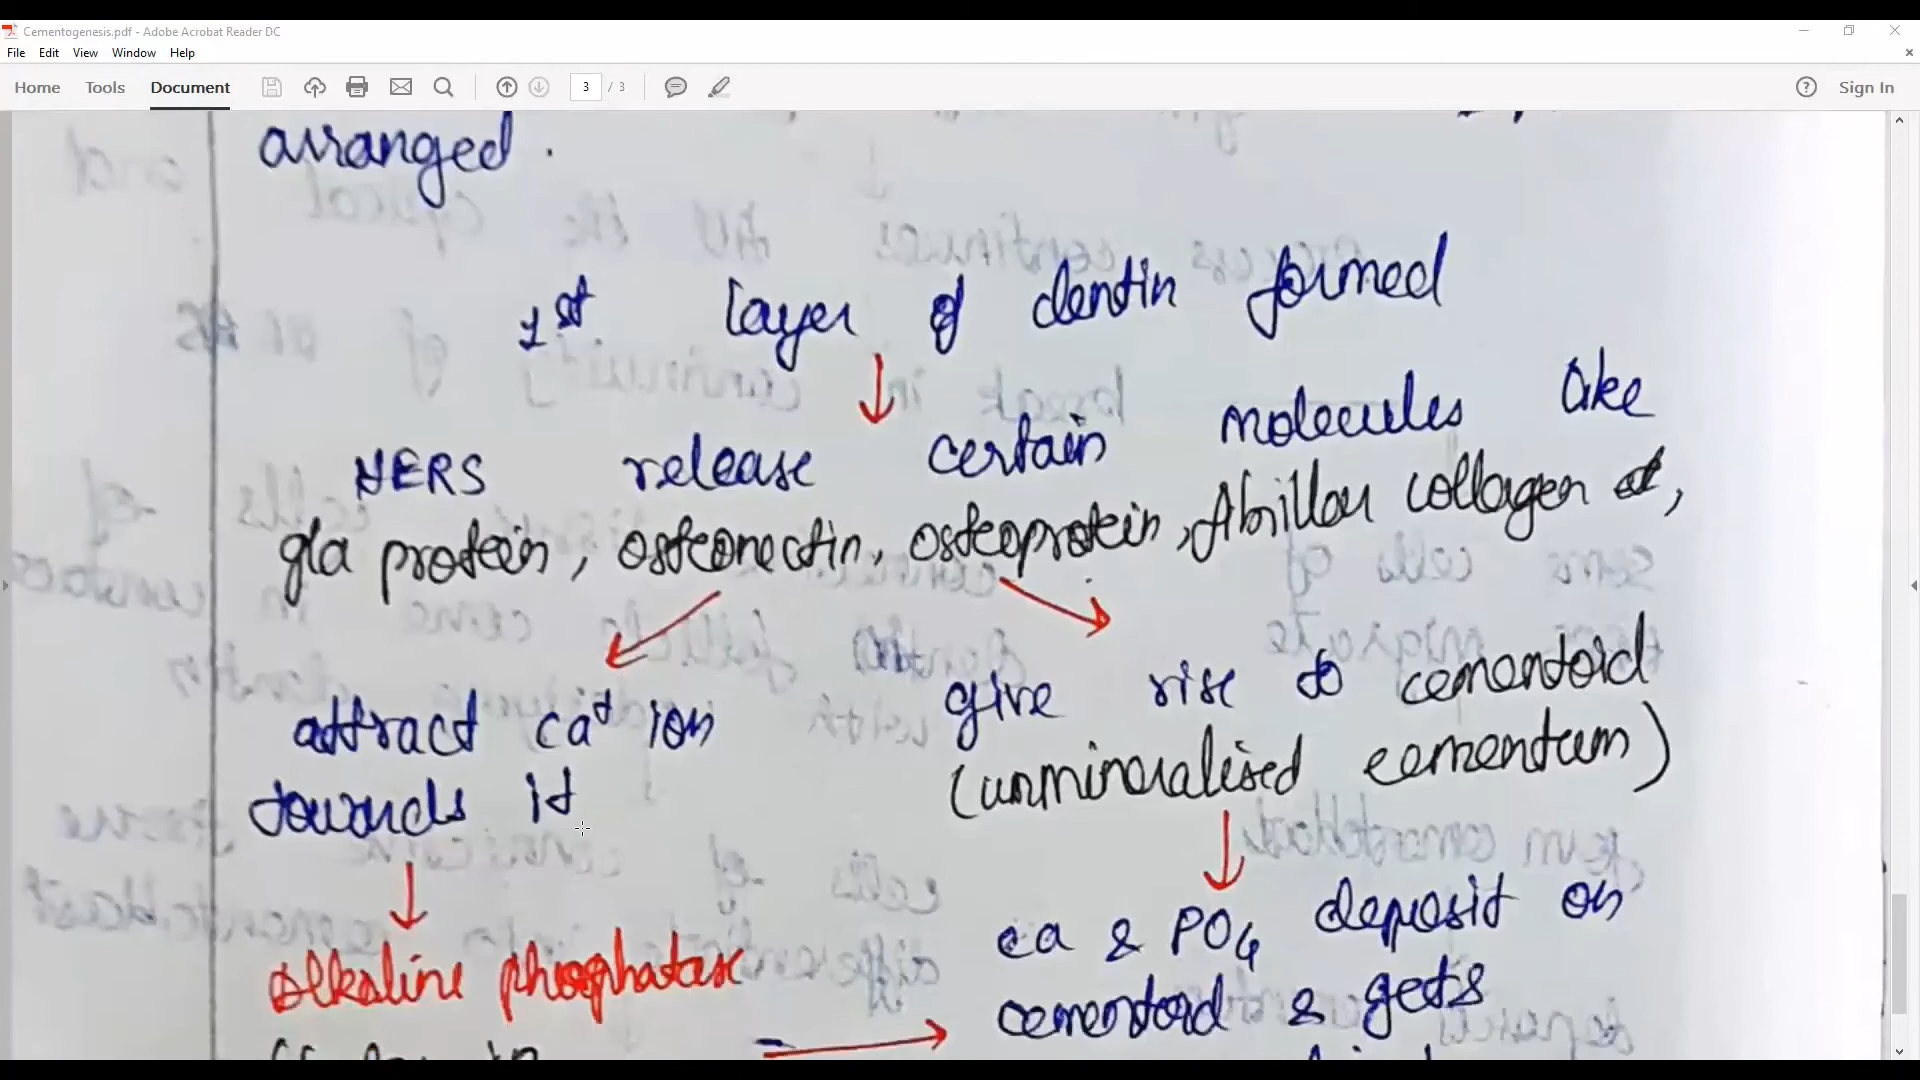 Cementogenesis.pdf - Adobe Acrobat Reader DC
File Edit View Window Help
Home Tools Document 3 / 3 Sign In
arranged.
1st layer of dentin formed
HERS release certain molecules like
gla protein, osteonectin, osteoprotein, fibrillar collagen,
attract ca+ ion
towards it
give rise to cementoid
(unmineralised cementum)
alkaline phosphatase
ca & PO4 deposit on
cementoid & gets